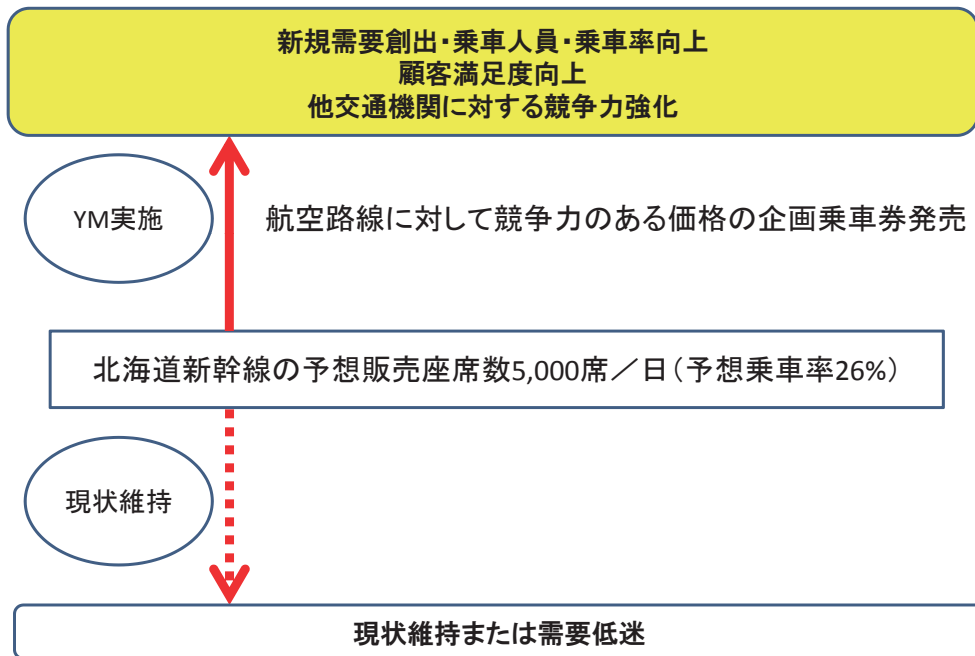 新規需要創出・乗車人員・乗車率向上
顧客満足度向上
他交通機関に対する競争力強化
YM実施
航空路線に対して競争力のある価格の企画乗車券発売
北海道新幹線の予想販売座席数5,000席／日（予想乗車率26%）
現状維持
現状維持または需要低迷